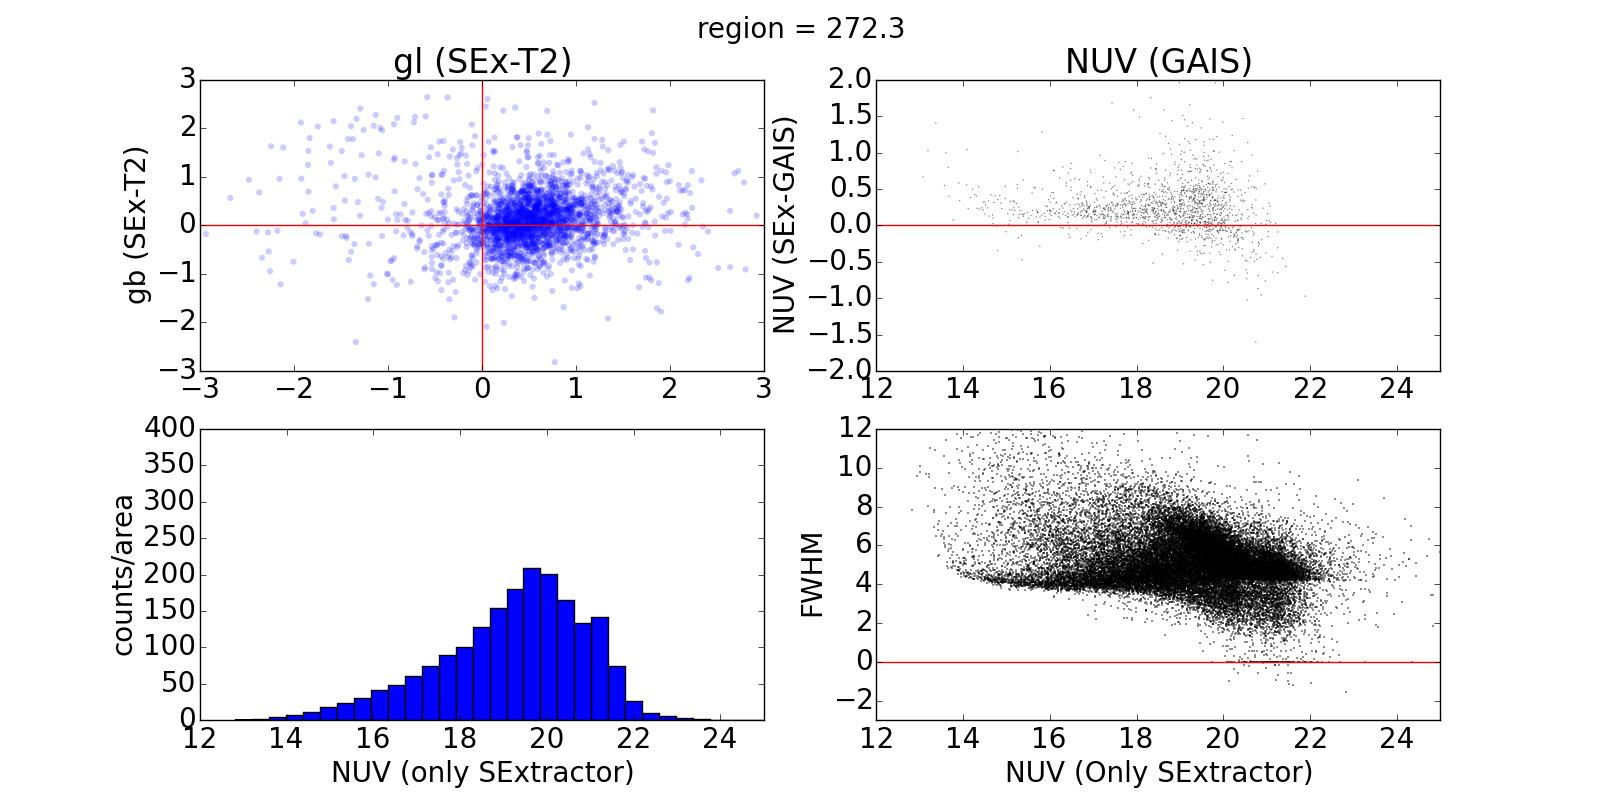 region = 272.3
gl (SEx-T2)
NUV (GAIS)
3
2
1
0
−1
−2
−3
gb (SEx-T2)
−3 −2 −1 0 1 2 3
2.0
1.5
1.0
0.5
0.0
−0.5
−1.0
−1.5
−2.0
NUV (SEx-GAIS)
12 14 16 18 20 22 24
400
350
300
250
200
150
100
50
0
counts/area
12 14 16 18 20 22 24
NUV (only SExtractor)
12
10
8
6
4
2
0
−2
FWHM
12 14 16 18 20 22 24
NUV (Only SExtractor)